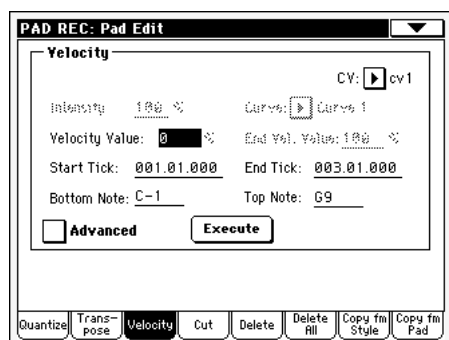 PAD REC: Pad Edit
Velocity
CV: cv1
Intensity 100 % Curve: Curve 1
Velocity Value: 0 % End Vel. Value: 100 %
Start Tick: 001.01.000 End Tick: 003.01.000
Bottom Note: C-1 Top Note: G9
Advanced Execute
Quantize Trans-pose Velocity Cut Delete Delete All Copy fm Style Copy fm Pad